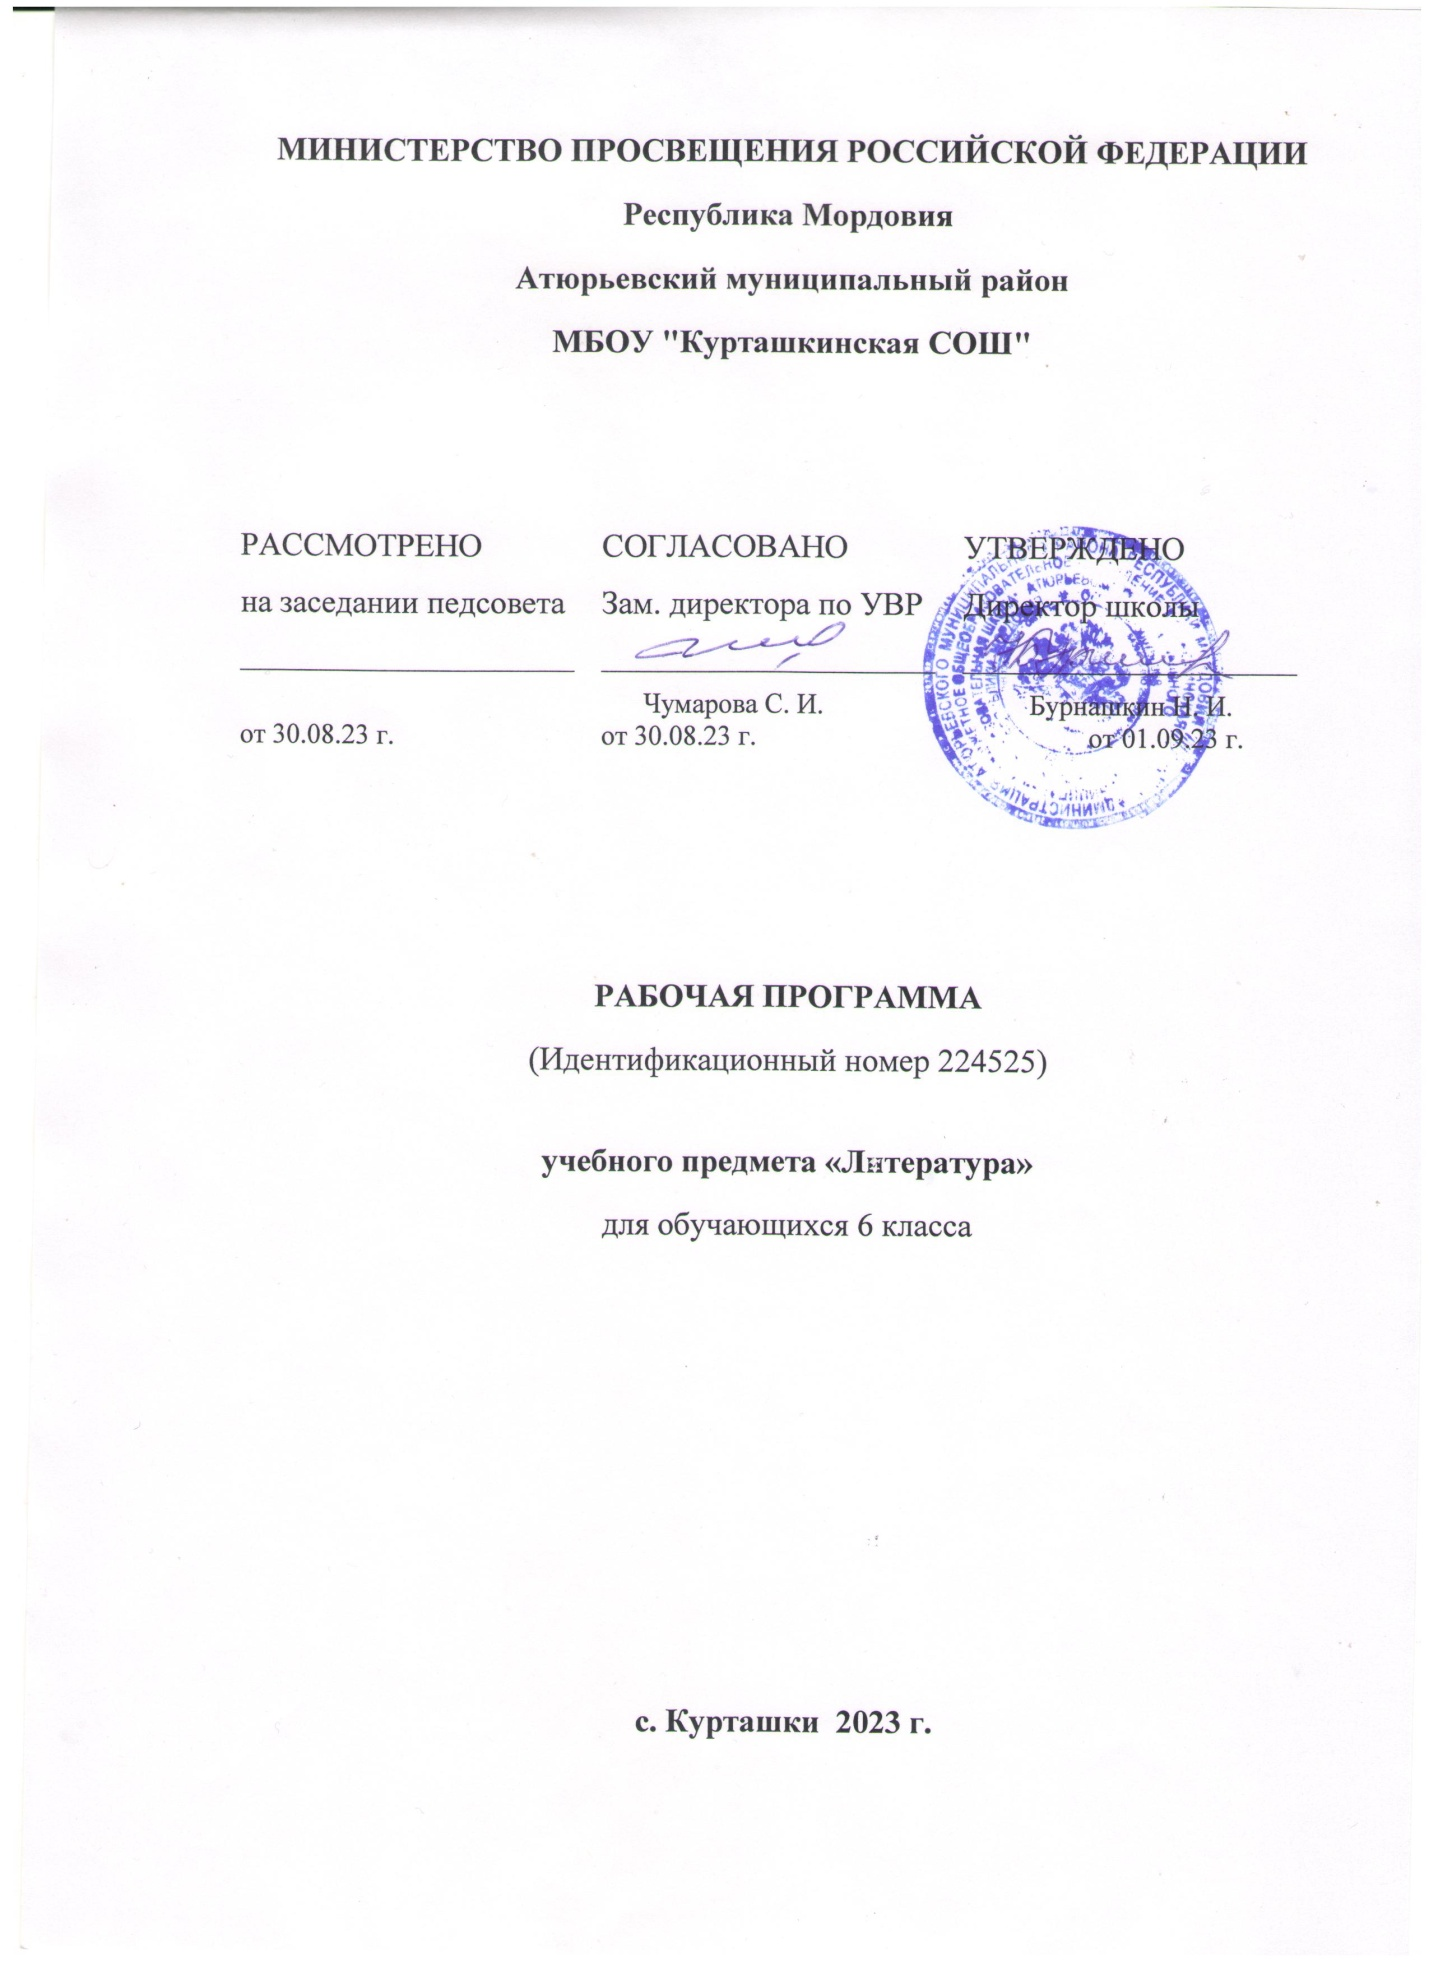 МИНИСТЕРСТВО ПРОСВЕЩЕНИЯ РОССИЙСКОЙ ФЕДЕРАЦИИ
Республика Мордовия
Атюрьевский муниципальный район
МБОУ "Курташкинская СОШ"
РАССМОТРЕНО
на заседании педсовета
от 30.08.23 г.
СОГЛАСОВАНО
Зам. директора по УВР
Чумарова С. И.
от 30.08.23 г.
УТВЕРЖДЕНО
Директор школы
Бурнашкин Н. И.
от 01.09.23 г.
РАБОЧАЯ ПРОГРАММА
(Идентификационный номер 224525)
учебного предмета «Литература»
для обучающихся 6 класса
с. Курташки 2023 г.